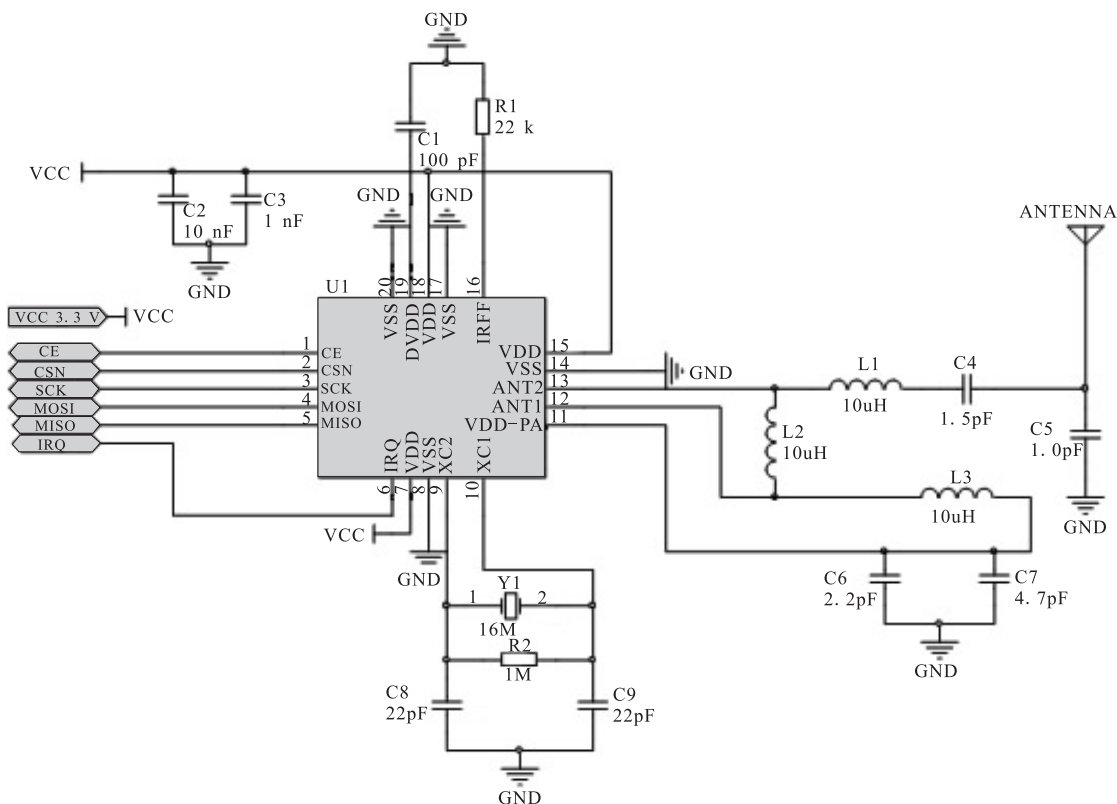 GND
R1
22 k
C1
100 pF
VCC
C2
10 nF
C3
1 nF
GND
GND
GND
ANTENNA
U1
20
19
18
17
16
VSS
DVDD
VDD
VSS
IRFF
VCC 3.3 V
VCC
CE
CSN
SCK
MOSI
MISO
IRQ
1
2
3
4
5
CE
CSN
SCK
MOSI
MISO
VDD
VSS
ANT2
ANT1
VDD-PA
15
14
13
12
11
GND
L1
10uH
C4
1.5pF
L2
10uH
C5
1.0pF
GND
L3
10uH
C6
2.2pF
C7
4.7pF
GND
IRQ
VDD
VSS
XC2
XC1
6
7
8
9
10
VCC
GND
Y1
1
2
16M
R2
1M
C8
22pF
C9
22pF
GND